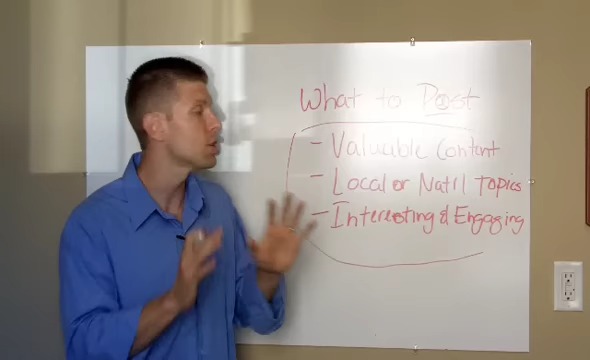 What to Post
- Valuable Content
- Local or Nat'l Topics
- Interesting & Engaging